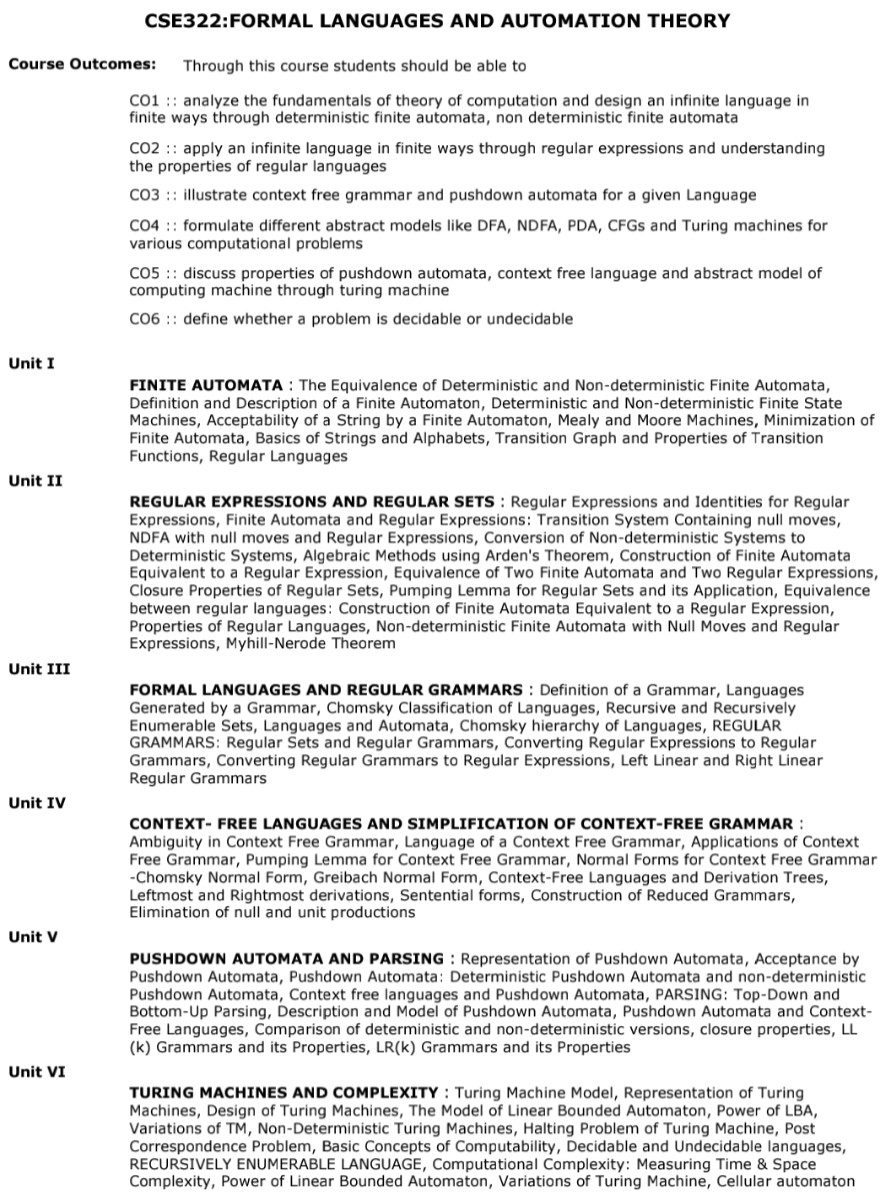 CSE322:FORMAL LANGUAGES AND AUTOMATION THEORY
Course Outcomes: Through this course students should be able to
CO1 :: analyze the fundamentals of theory of computation and design an infinite language in
finite ways through deterministic finite automata, non deterministic finite automata
CO2 :: apply an infinite language in finite ways through regular expressions and understanding
the properties of regular languages
CO3 :: illustrate context free grammar and pushdown automata for a given Language
CO4 :: formulate different abstract models like DFA, NDFA, PDA, CFGs and Turing machines for
various computational problems
CO5 :: discuss properties of pushdown automata, context free language and abstract model of
computing machine through turing machine
CO6 :: define whether a problem is decidable or undecidable
Unit I
FINITE AUTOMATA : The Equivalence of Deterministic and Non-deterministic Finite Automata,
Definition and Description of a Finite Automaton, Deterministic and Non-deterministic Finite State
Machines, Acceptability of a String by a Finite Automaton, Mealy and Moore Machines, Minimization of
Finite Automata, Basics of Strings and Alphabets, Transition Graph and Properties of Transition
Functions, Regular Languages
Unit II
REGULAR EXPRESSIONS AND REGULAR SETS : Regular Expressions and Identities for Regular
Expressions, Finite Automata and Regular Expressions: Transition System Containing null moves,
NDFA with null moves and Regular Expressions, Conversion of Non-deterministic Systems to
Deterministic Systems, Algebraic Methods using Arden's Theorem, Construction of Finite Automata
Equivalent to a Regular Expression, Equivalence of Two Finite Automata and Two Regular Expressions,
Closure Properties of Regular Sets, Pumping Lemma for Regular Sets and its Application, Equivalence
between regular languages: Construction of Finite Automata Equivalent to a Regular Expression,
Properties of Regular Languages, Non-deterministic Finite Automata with Null Moves and Regular
Expressions, Myhill-Nerode Theorem
Unit III
FORMAL LANGUAGES AND REGULAR GRAMMARS : Definition of a Grammar, Languages
Generated by a Grammar, Chomsky Classification of Languages, Recursive and Recursively
Enumerable Sets, Languages and Automata, Chomsky hierarchy of Languages, REGULAR
GRAMMARS: Regular Sets and Regular Grammars, Converting Regular Expressions to Regular
Grammars, Converting Regular Grammars to Regular Expressions, Left Linear and Right Linear
Regular Grammars
Unit IV
CONTEXT- FREE LANGUAGES AND SIMPLIFICATION OF CONTEXT-FREE GRAMMAR :
Ambiguity in Context Free Grammar, Language of a Context Free Grammar, Applications of Context
Free Grammar, Pumping Lemma for Context Free Grammar, Normal Forms for Context Free Grammar
-Chomsky Normal Form, Greibach Normal Form, Context-Free Languages and Derivation Trees,
Leftmost and Rightmost derivations, Sentential forms, Construction of Reduced Grammars,
Elimination of null and unit productions
Unit V
PUSHDOWN AUTOMATA AND PARSING : Representation of Pushdown Automata, Acceptance by
Pushdown Automata, Pushdown Automata: Deterministic Pushdown Automata and non-deterministic
Pushdown Automata, Context free languages and Pushdown Automata, PARSING: Top-Down and
Bottom-Up Parsing, Description and Model of Pushdown Automata, Pushdown Automata and Context-
Free Languages, Comparison of deterministic and non-deterministic versions, closure properties, LL
(k) Grammars and its Properties, LR(k) Grammars and its Properties
Unit VI
TURING MACHINES AND COMPLEXITY : Turing Machine Model, Representation of Turing
Machines, Design of Turing Machines, The Model of Linear Bounded Automaton, Power of LBA,
Variations of TM, Non-Deterministic Turing Machines, Halting Problem of Turing Machine, Post
Correspondence Problem, Basic Concepts of Computability, Decidable and Undecidable languages,
RECURSIVELY ENUMERABLE LANGUAGE, Computational Complexity: Measuring Time & Space
Complexity, Power of Linear Bounded Automaton, Variations of Turing Machine, Cellular automaton